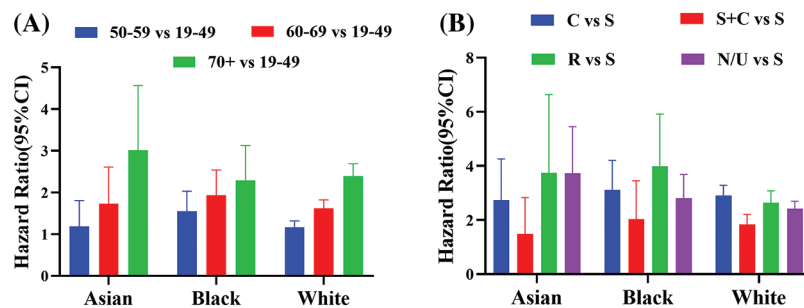 (A)
50-59 vs 19-49
60-69 vs 19-49
70+ vs 19-49
Hazard Ratio(95%CI)
5
4
3
2
1
0
Asian
Black
White
(B)
C vs S
S+C vs S
R vs S
N/U vs S
Hazard Ratio(95%CI)
8
6
4
2
0
Asian
Black
White